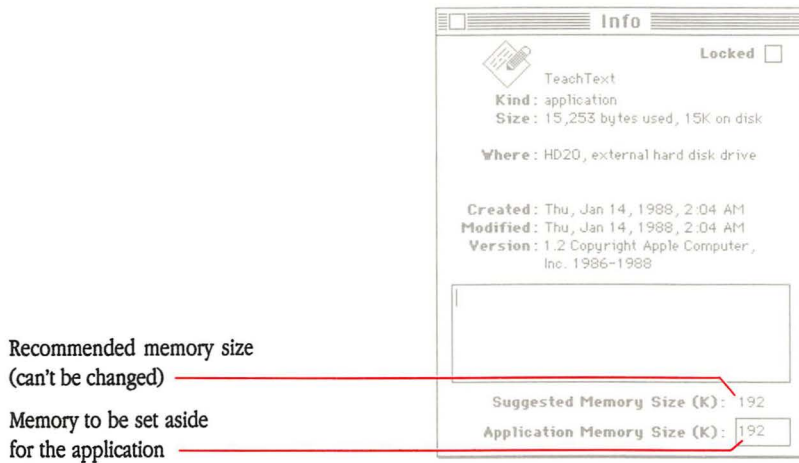 Info
Locked
TeachText
Kind: application
Size: 15,253 bytes used, 15K on disk
Where: HD20, external hard disk drive
Created: Thu, Jan 14, 1988, 2:04 AM
Modified: Thu, Jan 14, 1988, 2:04 AM
Version: 1.2 Copyright Apple Computer,
Inc. 1986-1988
Recommended memory size
(can't be changed)
Suggested Memory Size (K): 192
Memory to be set aside
for the application
Application Memory Size (K): 192